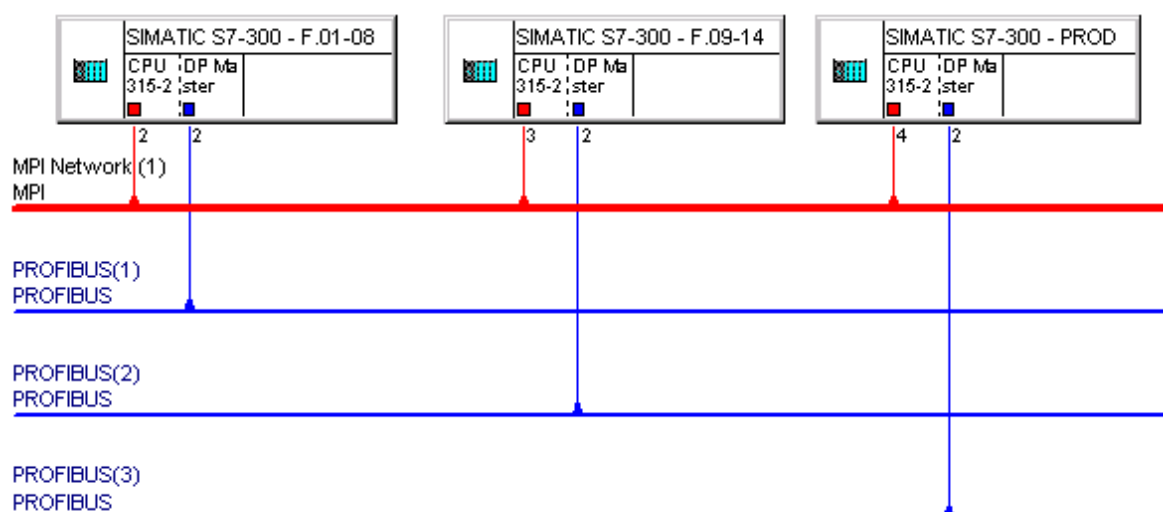 SIMATIC S7-300 - F.01-08
CPU DP Ma
315-2 ster
2 2
SIMATIC S7-300 - F.09-14
CPU DP Ma
315-2 ster
3 2
SIMATIC S7-300 - PROD
CPU DP Ma
315-2 ster
4 2
MPI Network (1)
MPI
PROFIBUS(1)
PROFIBUS
PROFIBUS(2)
PROFIBUS
PROFIBUS(3)
PROFIBUS